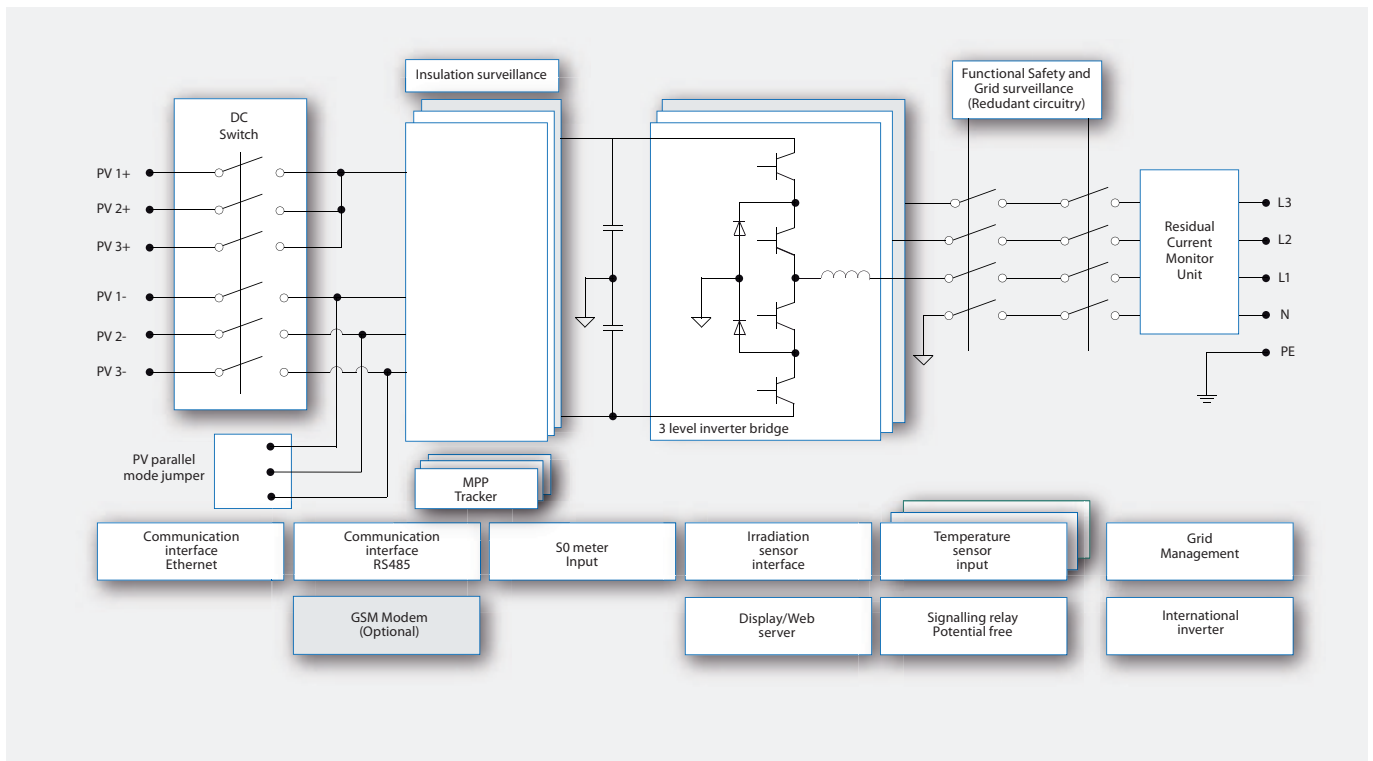 Insulation surveillance
Functional Safety and
Grid surveillance
(Redudant circuitry)
DC
Switch
PV 1+
PV 2+
PV 3+
PV 1-
PV 2-
PV 3-
L3
L2
L1
N
PE
Residual
Current
Monitor
Unit
3 level inverter bridge
PV parallel
mode jumper
MPP
Tracker
Communication
interface
Ethernet
Communication
interface
RS485
S0 meter
Input
Irradiation
sensor
interface
Temperature
sensor
input
Grid
Management
GSM Modem
(Optional)
Display/Web
server
Signalling relay
Potential free
International
inverter